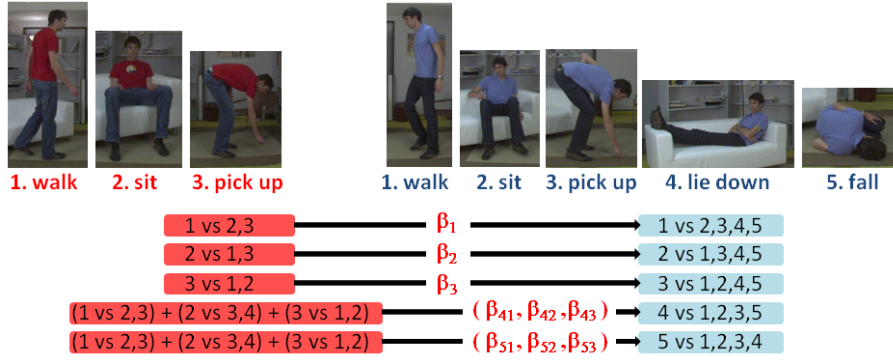 1. walk 2. sit 3. pick up 1. walk 2. sit 3. pick up 4. lie down 5. fall
1 vs 2,3 β1 1 vs 2,3,4,5
2 vs 1,3 β2 2 vs 1,3,4,5
3 vs 1,2 β3 3 vs 1,2,4,5
(1 vs 2,3) + (2 vs 3,4) + (3 vs 1,2) ( β41, β42 ,β43 ) 4 vs 1,2,3,5
(1 vs 2,3) + (2 vs 3,4) + (3 vs 1,2) ( β51, β52 ,β53 ) 5 vs 1,2,3,4